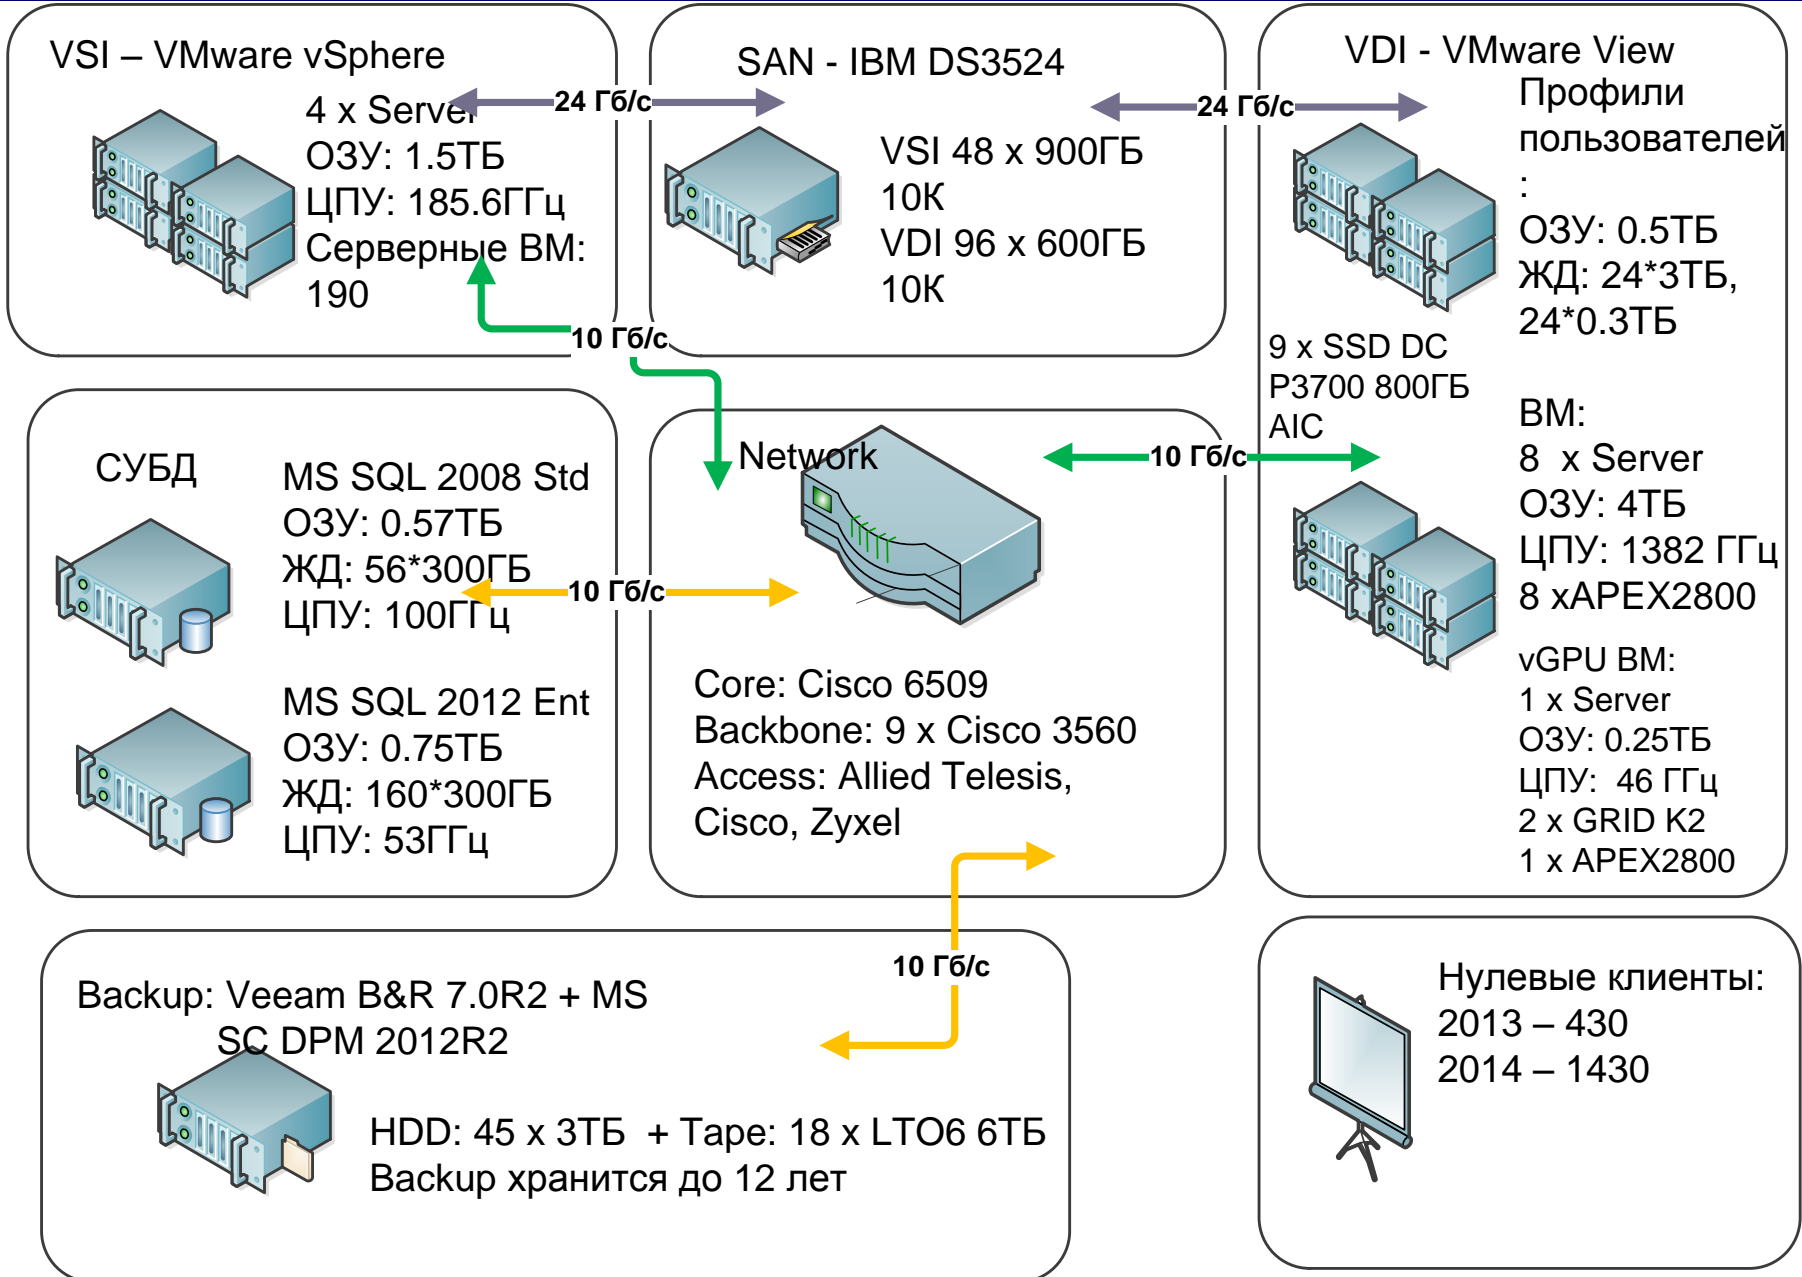 VSI – VMware vSphere
4 x Server
ОЗУ: 1.5ТБ
ЦПУ: 185.6ГГц
Серверные ВМ:
190
24 Гб/с
SAN - IBM DS3524
VSI 48 x 900ГБ
10К
VDI 96 x 600ГБ
10К
24 Гб/с
VDI - VMware View
Профили
пользователей
:
ОЗУ: 0.5ТБ
ЖД: 24*3ТБ,
24*0.3ТБ
9 x SSD DC
P3700 800ГБ
AIC
ВМ:
8  x Server
ОЗУ: 4ТБ
ЦПУ: 1382 ГГц
8 xAPEX2800
vGPU ВМ:
1 x Server
ОЗУ: 0.25ТБ
ЦПУ:  46 ГГц
2 x GRID K2
1 x APEX2800
10 Гб/с
СУБД
MS SQL 2008 Std
ОЗУ: 0.57ТБ
ЖД: 56*300ГБ
ЦПУ: 100ГГц
MS SQL 2012 Ent
ОЗУ: 0.75ТБ
ЖД: 160*300ГБ
ЦПУ: 53ГГц
10 Гб/с
Network
10 Гб/с
Core: Cisco 6509
Backbone: 9 x Cisco 3560
Access: Allied Telesis,
Cisco, Zyxel
10 Гб/с
Backup: Veeam B&R 7.0R2 + MS
SC DPM 2012R2
HDD: 45 x 3ТБ  + Tape: 18 x LTO6 6ТБ
Backup хранится до 12 лет
Нулевые клиенты:
2013 – 430
2014 – 1430